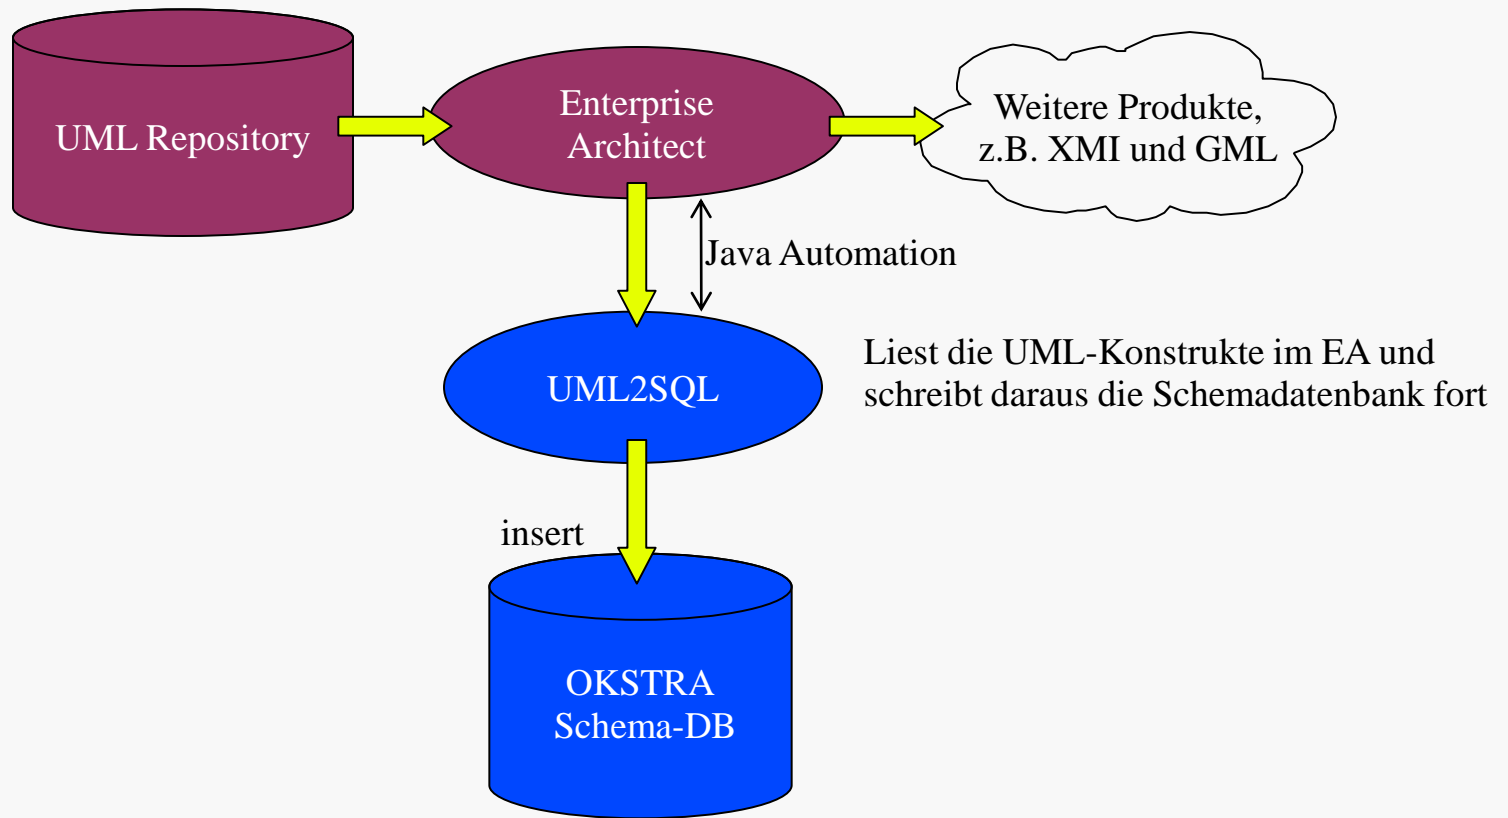 UML Repository
Enterprise
Architect
Weitere Produkte,
z.B. XMI und GML
Java Automation
UML2SQL
Liest die UML-Konstrukte im EA und
schreibt daraus die Schemadatenbank fort
insert
OKSTRA
Schema-DB